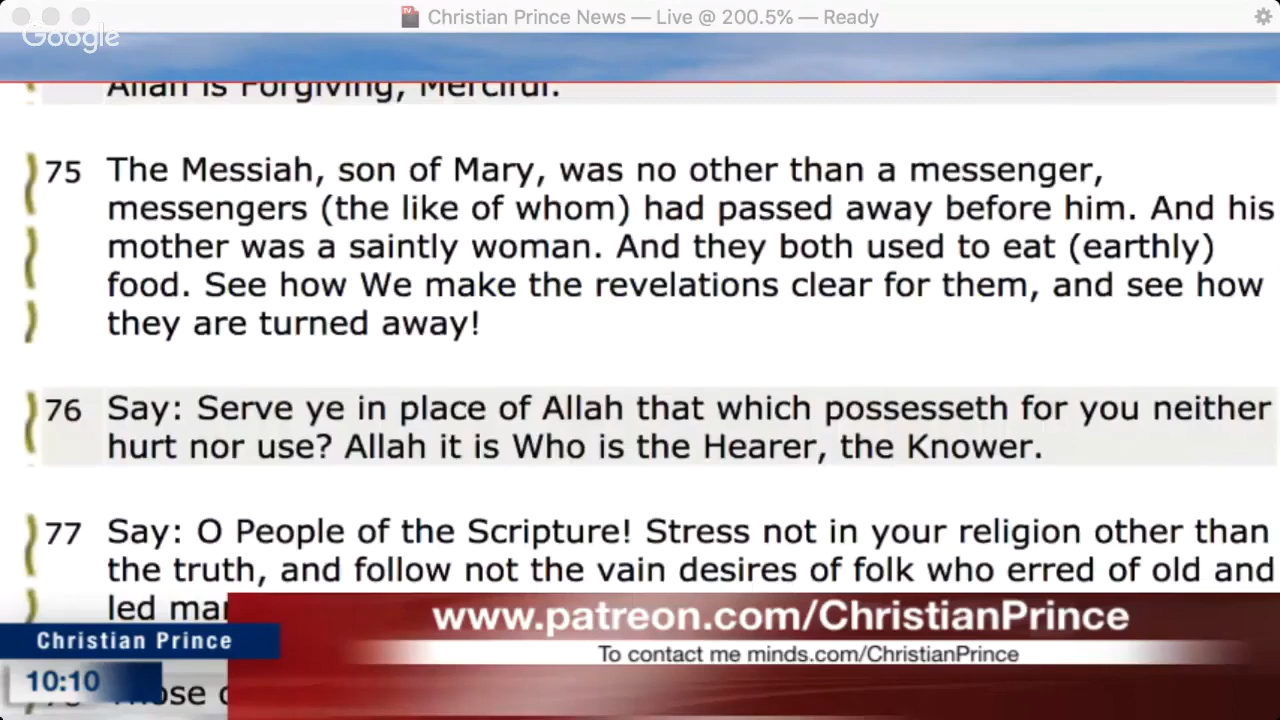 Christian Prince News — Live @ 200.5% — Ready
Google
Allah is Forgiving, Merciful.
75 The Messiah, son of Mary, was no other than a messenger,
messengers (the like of whom) had passed away before him. And his
mother was a saintly woman. And they both used to eat (earthly)
food. See how We make the revelations clear for them, and see how
they are turned away!
76 Say: Serve ye in place of Allah that which possesseth for you neither
hurt nor use? Allah it is Who is the Hearer, the Knower.
77 Say: O People of the Scripture! Stress not in your religion other than
the truth, and follow not the vain desires of folk who erred of old and
led
www.patreon.com/ChristianPrince
Christian Prince
To contact me minds.com/ChristianPrince
10:10